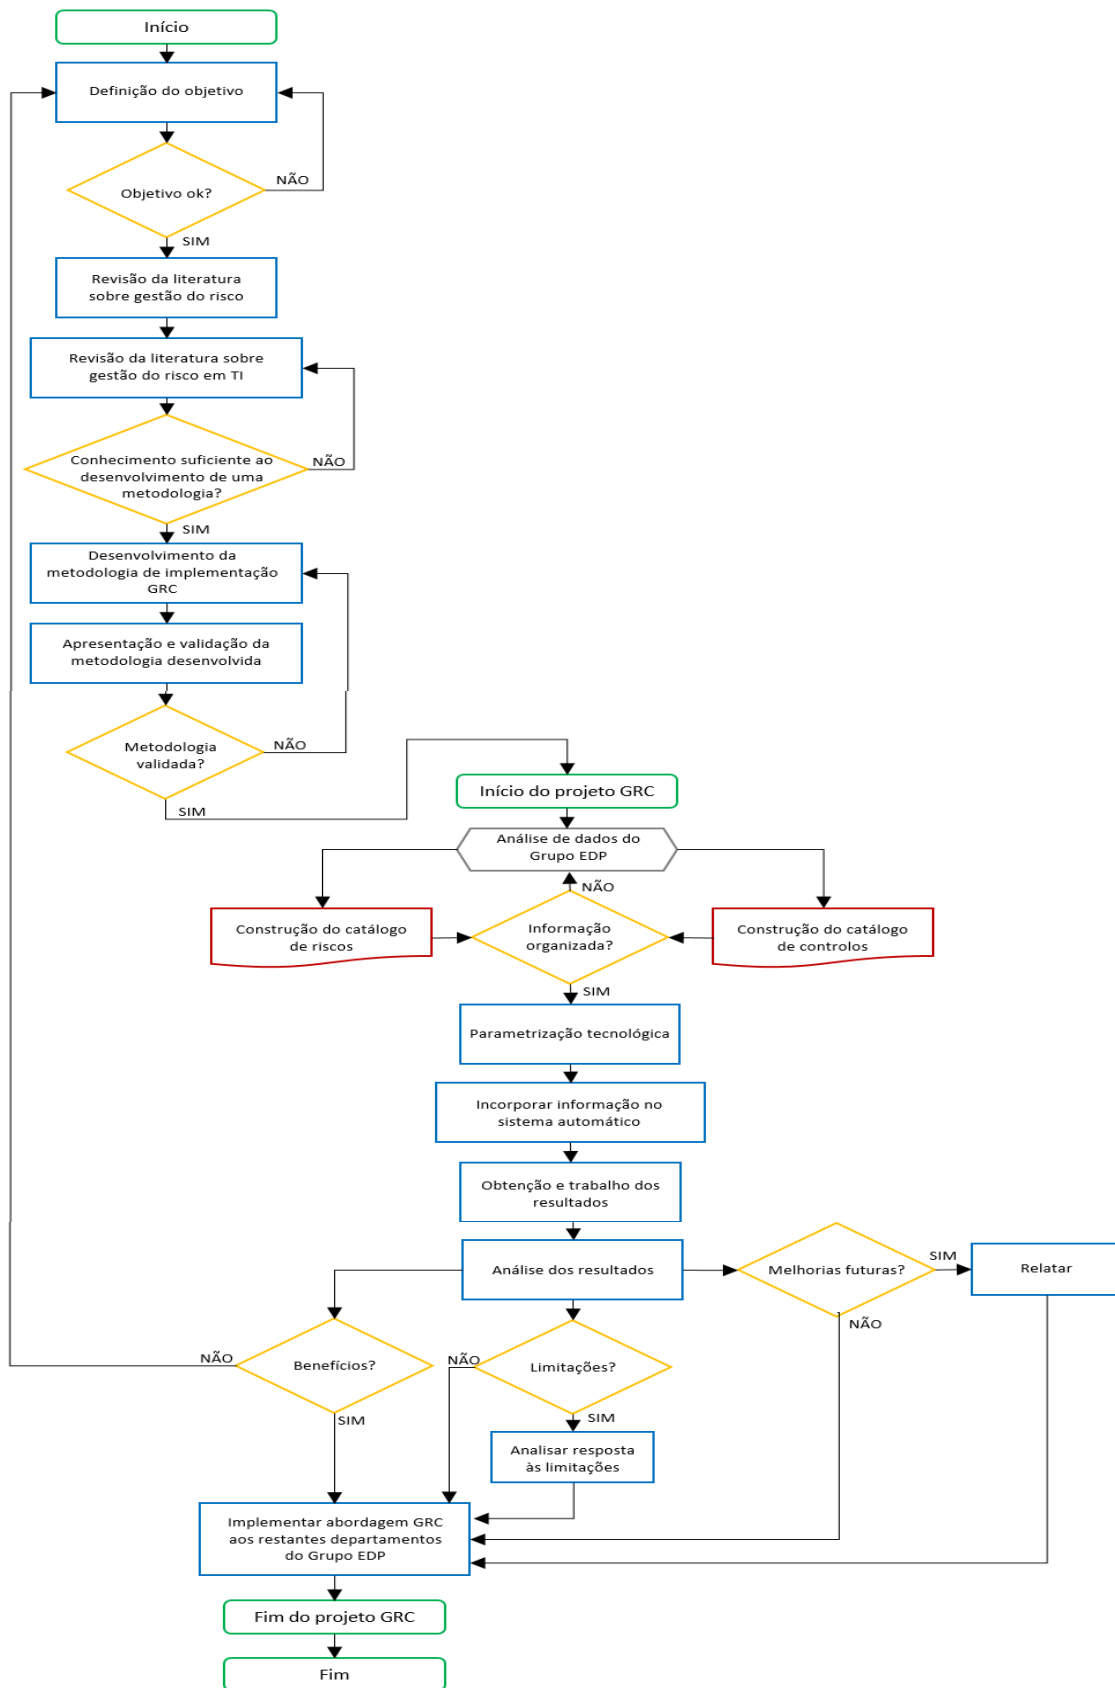 Início
Definição do objetivo
NÃO
Objetivo ok?
SIM
Revisão da literatura
sobre gestão do risco
Revisão da literatura sobre
gestão do risco em TI
Conhecimento suficiente ao
desenvolvimento de uma
metodologia?
NÃO
SIM
Desenvolvimento da
metodologia de implementação
GRC
Apresentação e validação da
metodologia desenvolvida
Metodologia
validada?
NÃO
SIM
Início do projeto GRC
Análise de dados do
Grupo EDP
NÃO
Construção do catálogo
de riscos
Informação
organizada?
Construção do catálogo
de controlos
SIM
Parametrização tecnológica
Incorporar informação no
sistema automático
Obtenção e trabalho dos
resultados
Análise dos resultados
Melhorias futuras?
SIM
Relatar
NÃO
NÃO
Benefícios?
NÃO
Limitações?
SIM
SIM
Analisar resposta
às limitações
Implementar abordagem GRC
aos restantes departamentos
do Grupo EDP
Fim do projeto GRC
Fim